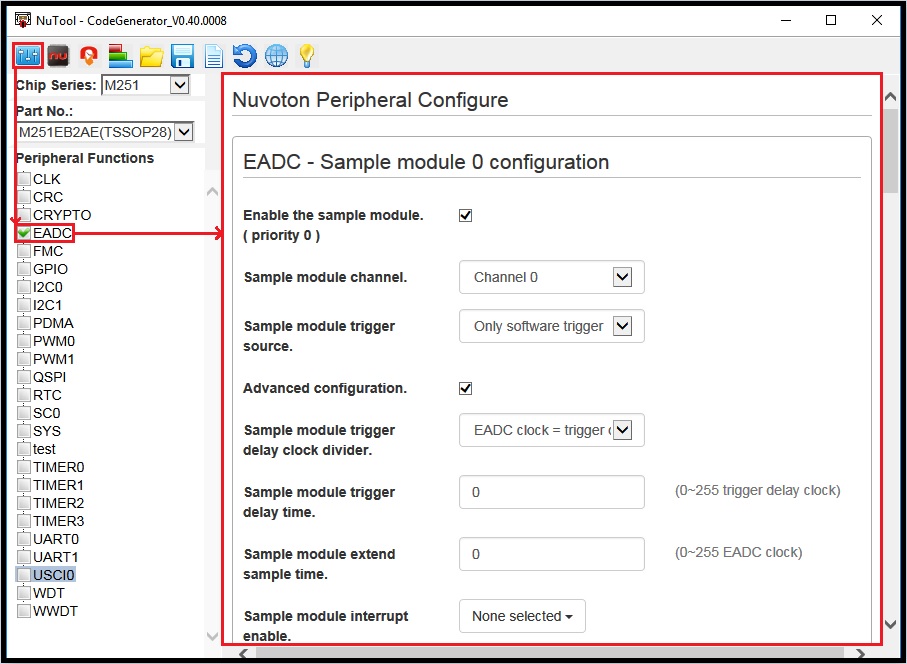 NuTool - CodeGenerator_V0.40.0008
nu
Chip Series: M251
Part No.:
M251EB2AE(TSSOP28)
Peripheral Functions
CLK
CRC
CRYPTO
EADC
FMC
GPIO
I2C0
I2C1
PDMA
PWM0
PWM1
QSPI
RTC
SC0
SYS
test
TIMER0
TIMER1
TIMER2
TIMER3
UART0
UART1
USCI0
WDT
WWDT
Nuvoton Peripheral Configure
EADC - Sample module 0 configuration
Enable the sample module.
( priority 0 )
Sample module channel. Channel 0
Sample module trigger
source.
Only software trigger
Advanced configuration.
Sample module trigger
delay clock divider.
EADC clock = trigger
Sample module trigger
delay time.
0 (0~255 trigger delay clock)
Sample module extend
sample time.
0 (0~255 EADC clock)
Sample module interrupt
enable.
None selected